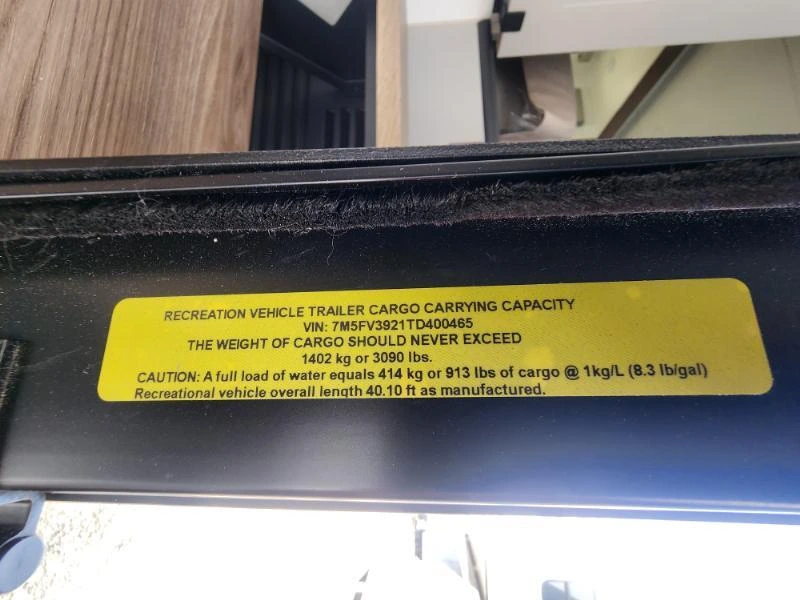 RECREATION VEHICLE TRAILER CARGO CARRYING CAPACITY
VIN: 7M5FV3921TD400465
THE WEIGHT OF CARGO SHOULD NEVER EXCEED
1402 kg or 3090 lbs.
CAUTION: A full load of water equals 414 kg or 913 lbs of cargo @ 1kg/L (8.3 lb/gal)
Recreational vehicle overall length 40.10 ft as manufactured.